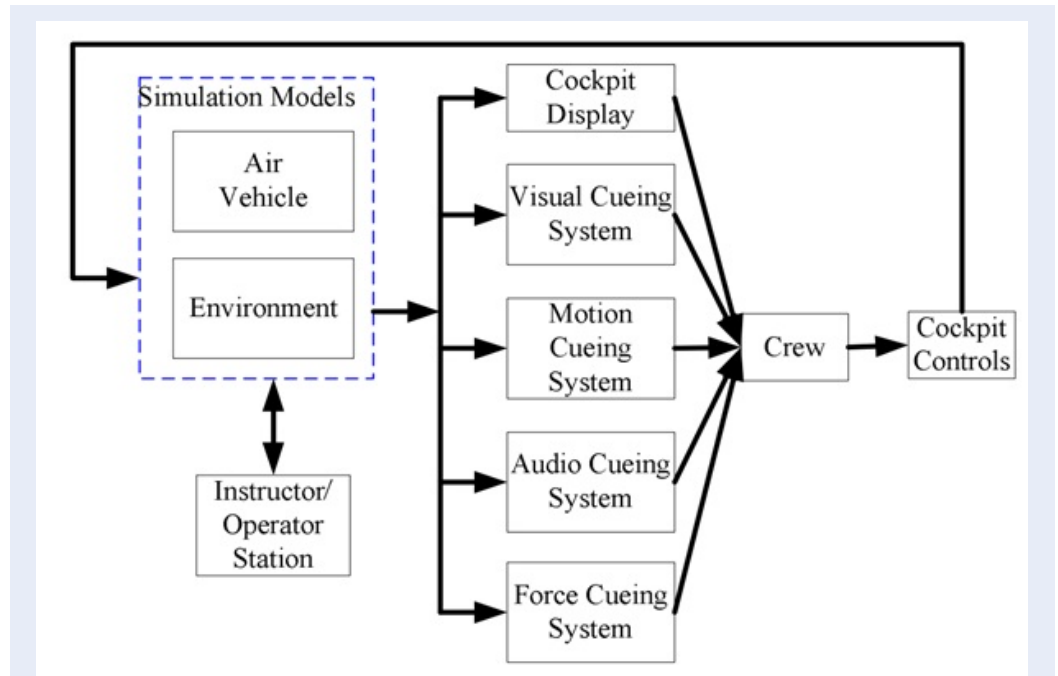 Simulation Models
Air
Vehicle
Environment
Instructor/
Operator
Station
Cockpit
Display
Visual Cueing
System
Motion
Cueing
System
Audio Cueing
System
Force Cueing
System
Crew
Cockpit
Controls